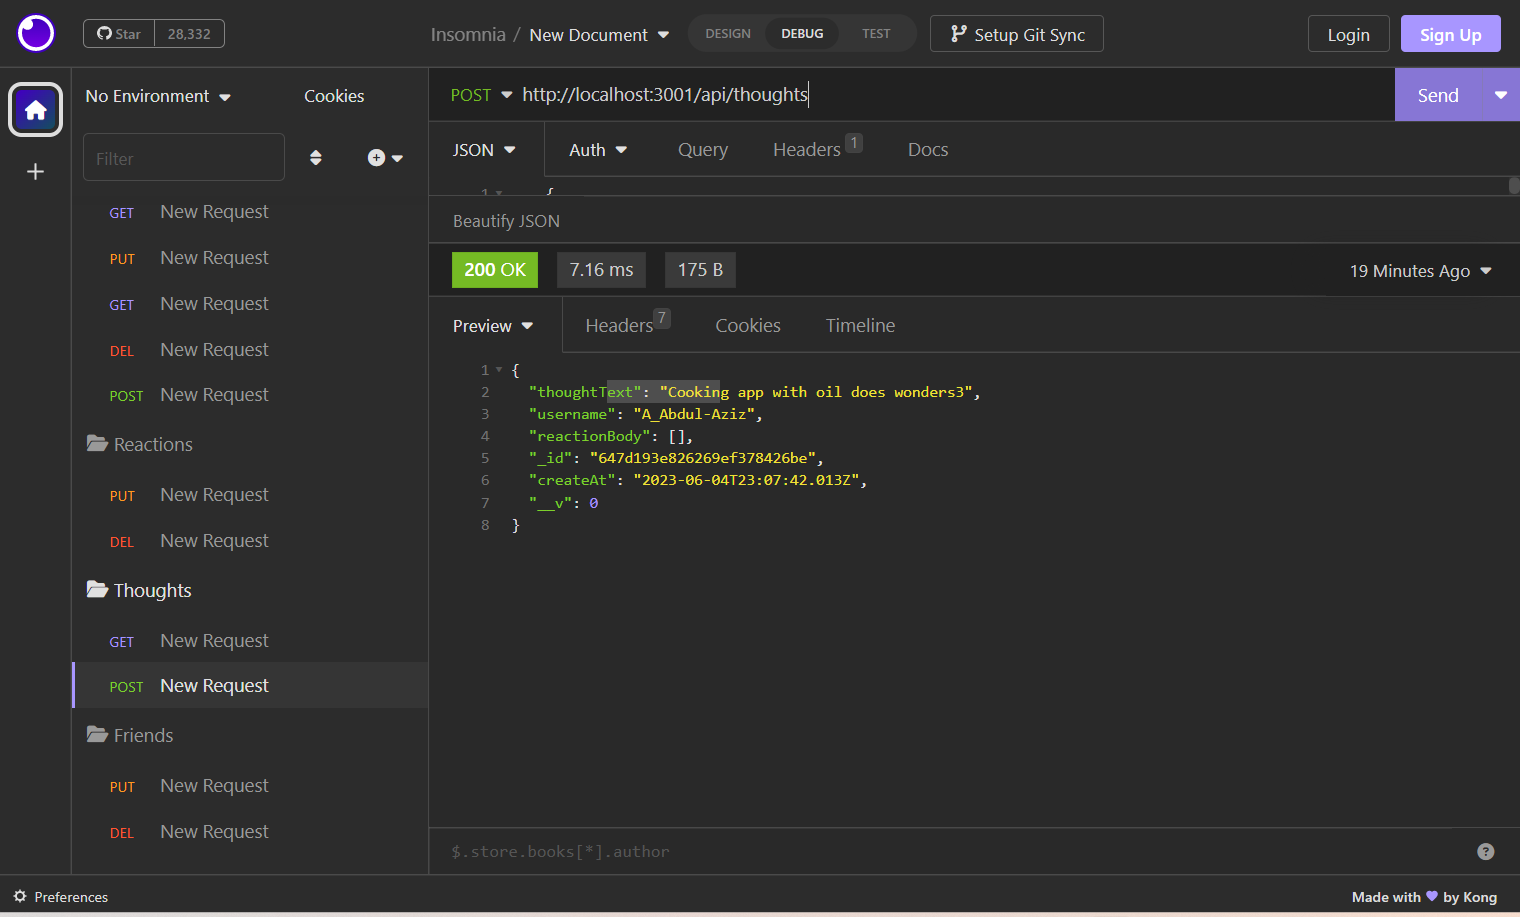 Star 28,332
Insomnia / New Document
DESIGN DEBUG TEST
Setup Git Sync
Login
Sign Up
No Environment
Cookies
Filter
GET New Request
PUT New Request
GET New Request
DEL New Request
POST New Request
Reactions
PUT New Request
DEL New Request
Thoughts
GET New Request
POST New Request
Friends
PUT New Request
DEL New Request
POST http://localhost:3001/api/thoughts
Send
JSON Auth Query Headers 1 Docs
1 {
Beautify JSON
200 OK 7.16 ms 175 B 19 Minutes Ago
Preview Headers 7 Cookies Timeline
1 {
2 "thoughtText": "Cooking app with oil does wonders3",
3 "username": "A_Abdul-Aziz",
4 "reactionBody": [],
5 "_id": "647d193e826269ef378426be",
6 "createAt": "2023-06-04T23:07:42.013Z",
7 "__v": 0
8 }
$.store.books[*].author
?
Preferences
Made with by Kong